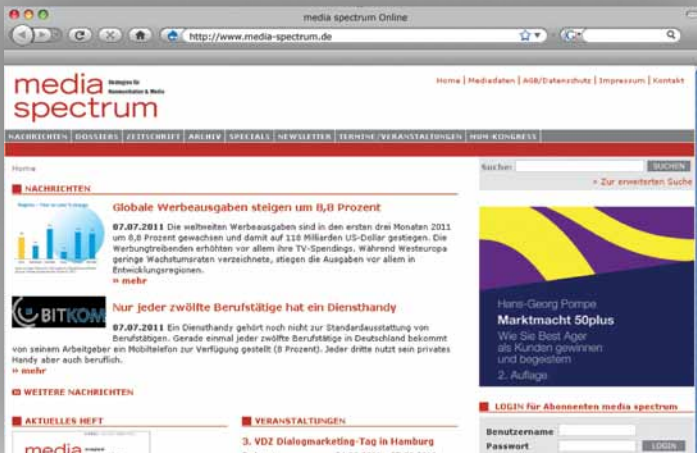 media spectrum Online
http://www.media-spectrum.de
media
spectrum
Strategien für
Kommunikation & Media
Home | Mediadaten | AGB/Datenschutz | Impressum | Kontakt
NACHRICHTEN | DOSSIERS | ZEITSCHRIFT | ARCHIV | SPECIALS | NEWSLETTER | TERMINE/VERANSTALTUNGEN | HUM-KONGRESS
Home
NACHRICHTEN
Globale Werbeausgaben steigen um 8,8 Prozent
07.07.2011 Die weltweiten Werbeausgaben sind in den ersten drei Monaten 2011
um 8,8 Prozent gewachsen und damit auf 118 Milliarden US-Dollar gestiegen. Die
Werbungtreibenden erhöhten vor allem ihre TV-Spendings. Während Westeuropa
geringe Wachstumsraten verzeichnete, stiegen die Ausgaben vor allem in
Entwicklungsregionen.
» mehr
BITKOM
Nur jeder zwölfte Berufstätige hat ein Diensthandy
07.07.2011 Ein Diensthandy gehört noch nicht zur Standardausstattung von
Berufstätigen. Gerade einmal jeder zwölfte Berufstätige in Deutschland bekommt
von seinem Arbeitgeber ein Mobiltelefon zur Verfügung gestellt (8 Prozent). Jeder dritte nutzt sein privates
Handy aber auch beruflich.
» mehr
WEITERE NACHRICHTEN
AKTUELLES HEFT
media
VERANSTALTUNGEN
3. VDZ Dialogmarketing-Tag in Hamburg
Suche:
SUCHEN
» Zur erweiterten Suche
Hans-Georg Pompe
Marktmacht 50plus
Wie Sie Best Ager
als Kunden gewinnen
und begeistern
2. Auflage
LOGIN für Abonnenten media spectrum
Benutzername
Passwort
LOGIN